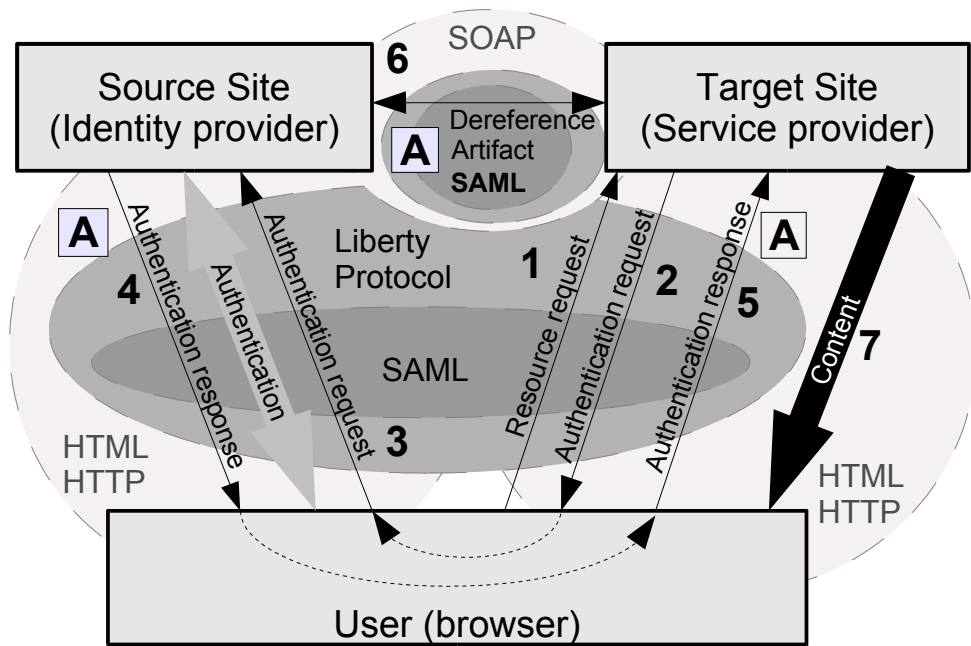 SOAP
6
Source Site
(Identity provider)
Target Site
(Service provider)
A
Dereference
Artifact
SAML
A
4
Authentication response
Authentication
Authentication request
3
Liberty
Protocol
SAML
1
Resource request
Authentication request
2
Authentication response
5
A
Content
7
HTML
HTTP
HTML
HTTP
User (browser)